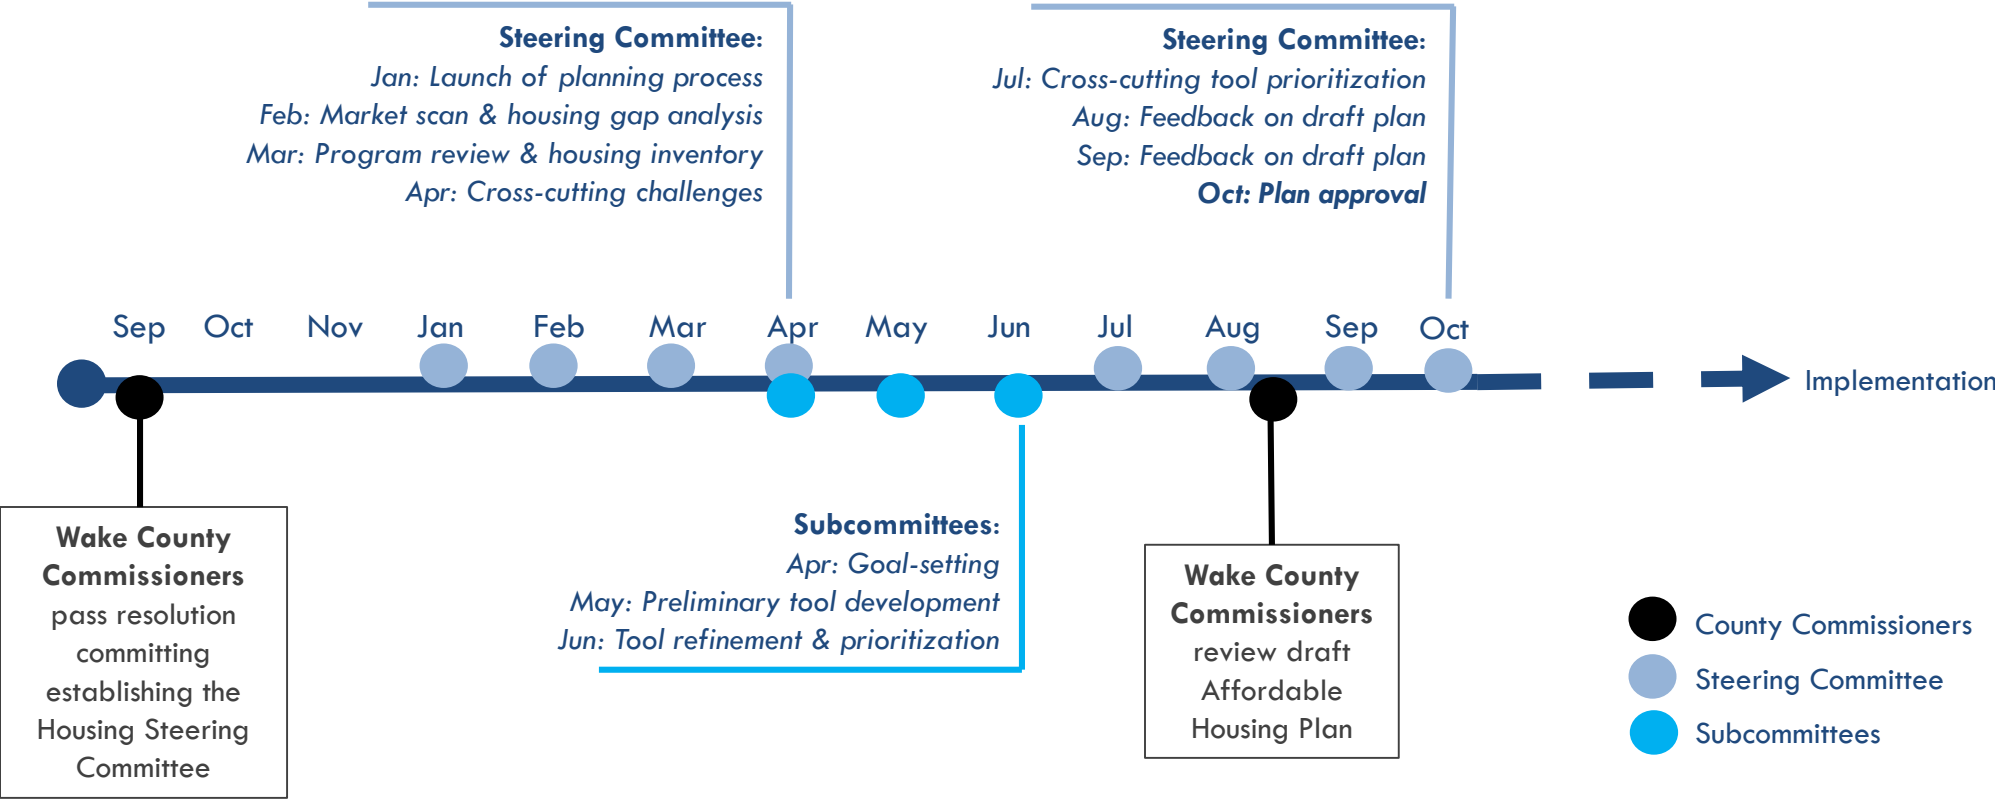 Steering Committee:
Jan: Launch of planning process
Feb: Market scan & housing gap analysis
Mar: Program review & housing inventory
Apr: Cross-cutting challenges
Steering Committee:
Jul: Cross-cutting tool prioritization
Aug: Feedback on draft plan
Sep: Feedback on draft plan
Oct: Plan approval
Sep Oct Nov Jan Feb Mar Apr May Jun Jul Aug Sep Oct
Implementation
Wake County
Commissioners
pass resolution
committing
establishing the
Housing Steering
Committee
Subcommittees:
Apr: Goal-setting
May: Preliminary tool development
Jun: Tool refinement & prioritization
Wake County
Commissioners
review draft
Affordable
Housing Plan
County Commissioners
Steering Committee
Subcommittees